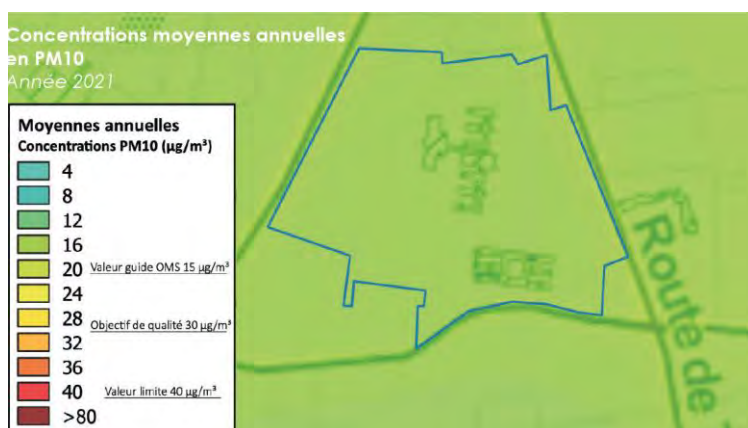 Concentrations moyennes annuelles
en PM10
Année 2021
Moyennes annuelles
Concentrations PM10 (µg/m³)
4
8
12
16
20 Valeur guide OMS 15 µg/m³
24
28 Objectif de qualité 30 µg/m³
32
36
40 Valeur limite 40 µg/m³
>80
Route de